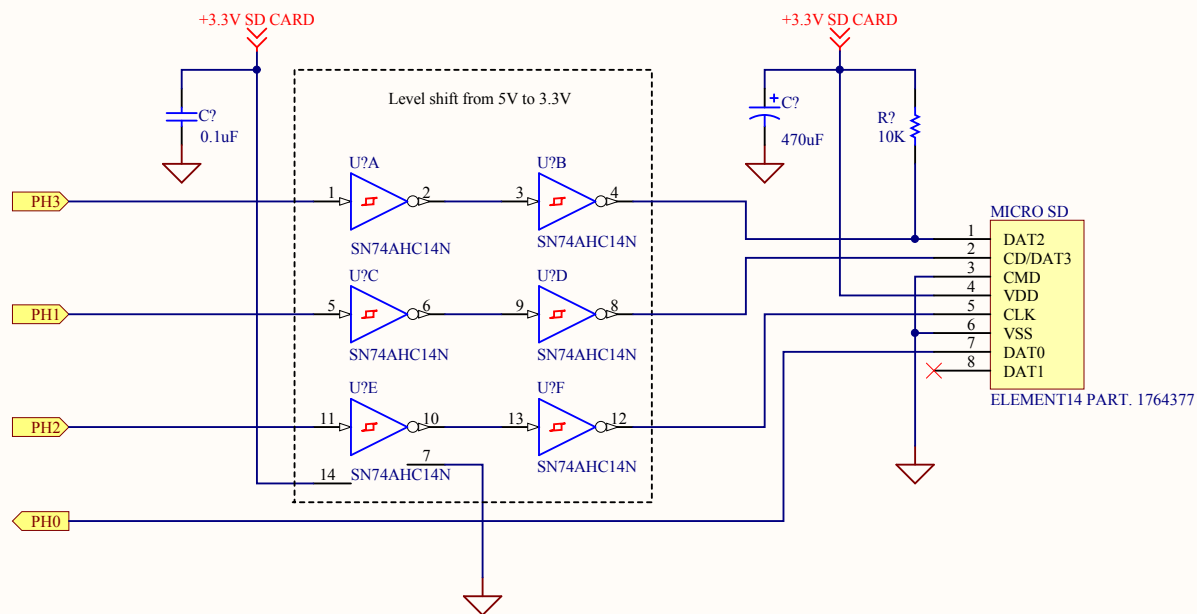 +3.3V SD CARD
+3.3V SD CARD
Level shift from 5V to 3.3V
C?
0.1uF
C?
470uF
R?
10K
+
U?A
U?B
PH3
1
2
3
4
SN74AHC14N
SN74AHC14N
U?C
U?D
PH1
5
6
9
8
SN74AHC14N
SN74AHC14N
U?E
U?F
PH2
11
10
13
12
SN74AHC14N
SN74AHC14N
14
7
PH0
MICRO SD
1 DAT2
2 CD/DAT3
3 CMD
4 VDD
5 CLK
6 VSS
7 DAT0
8 DAT1
ELEMENT14 PART. 1764377